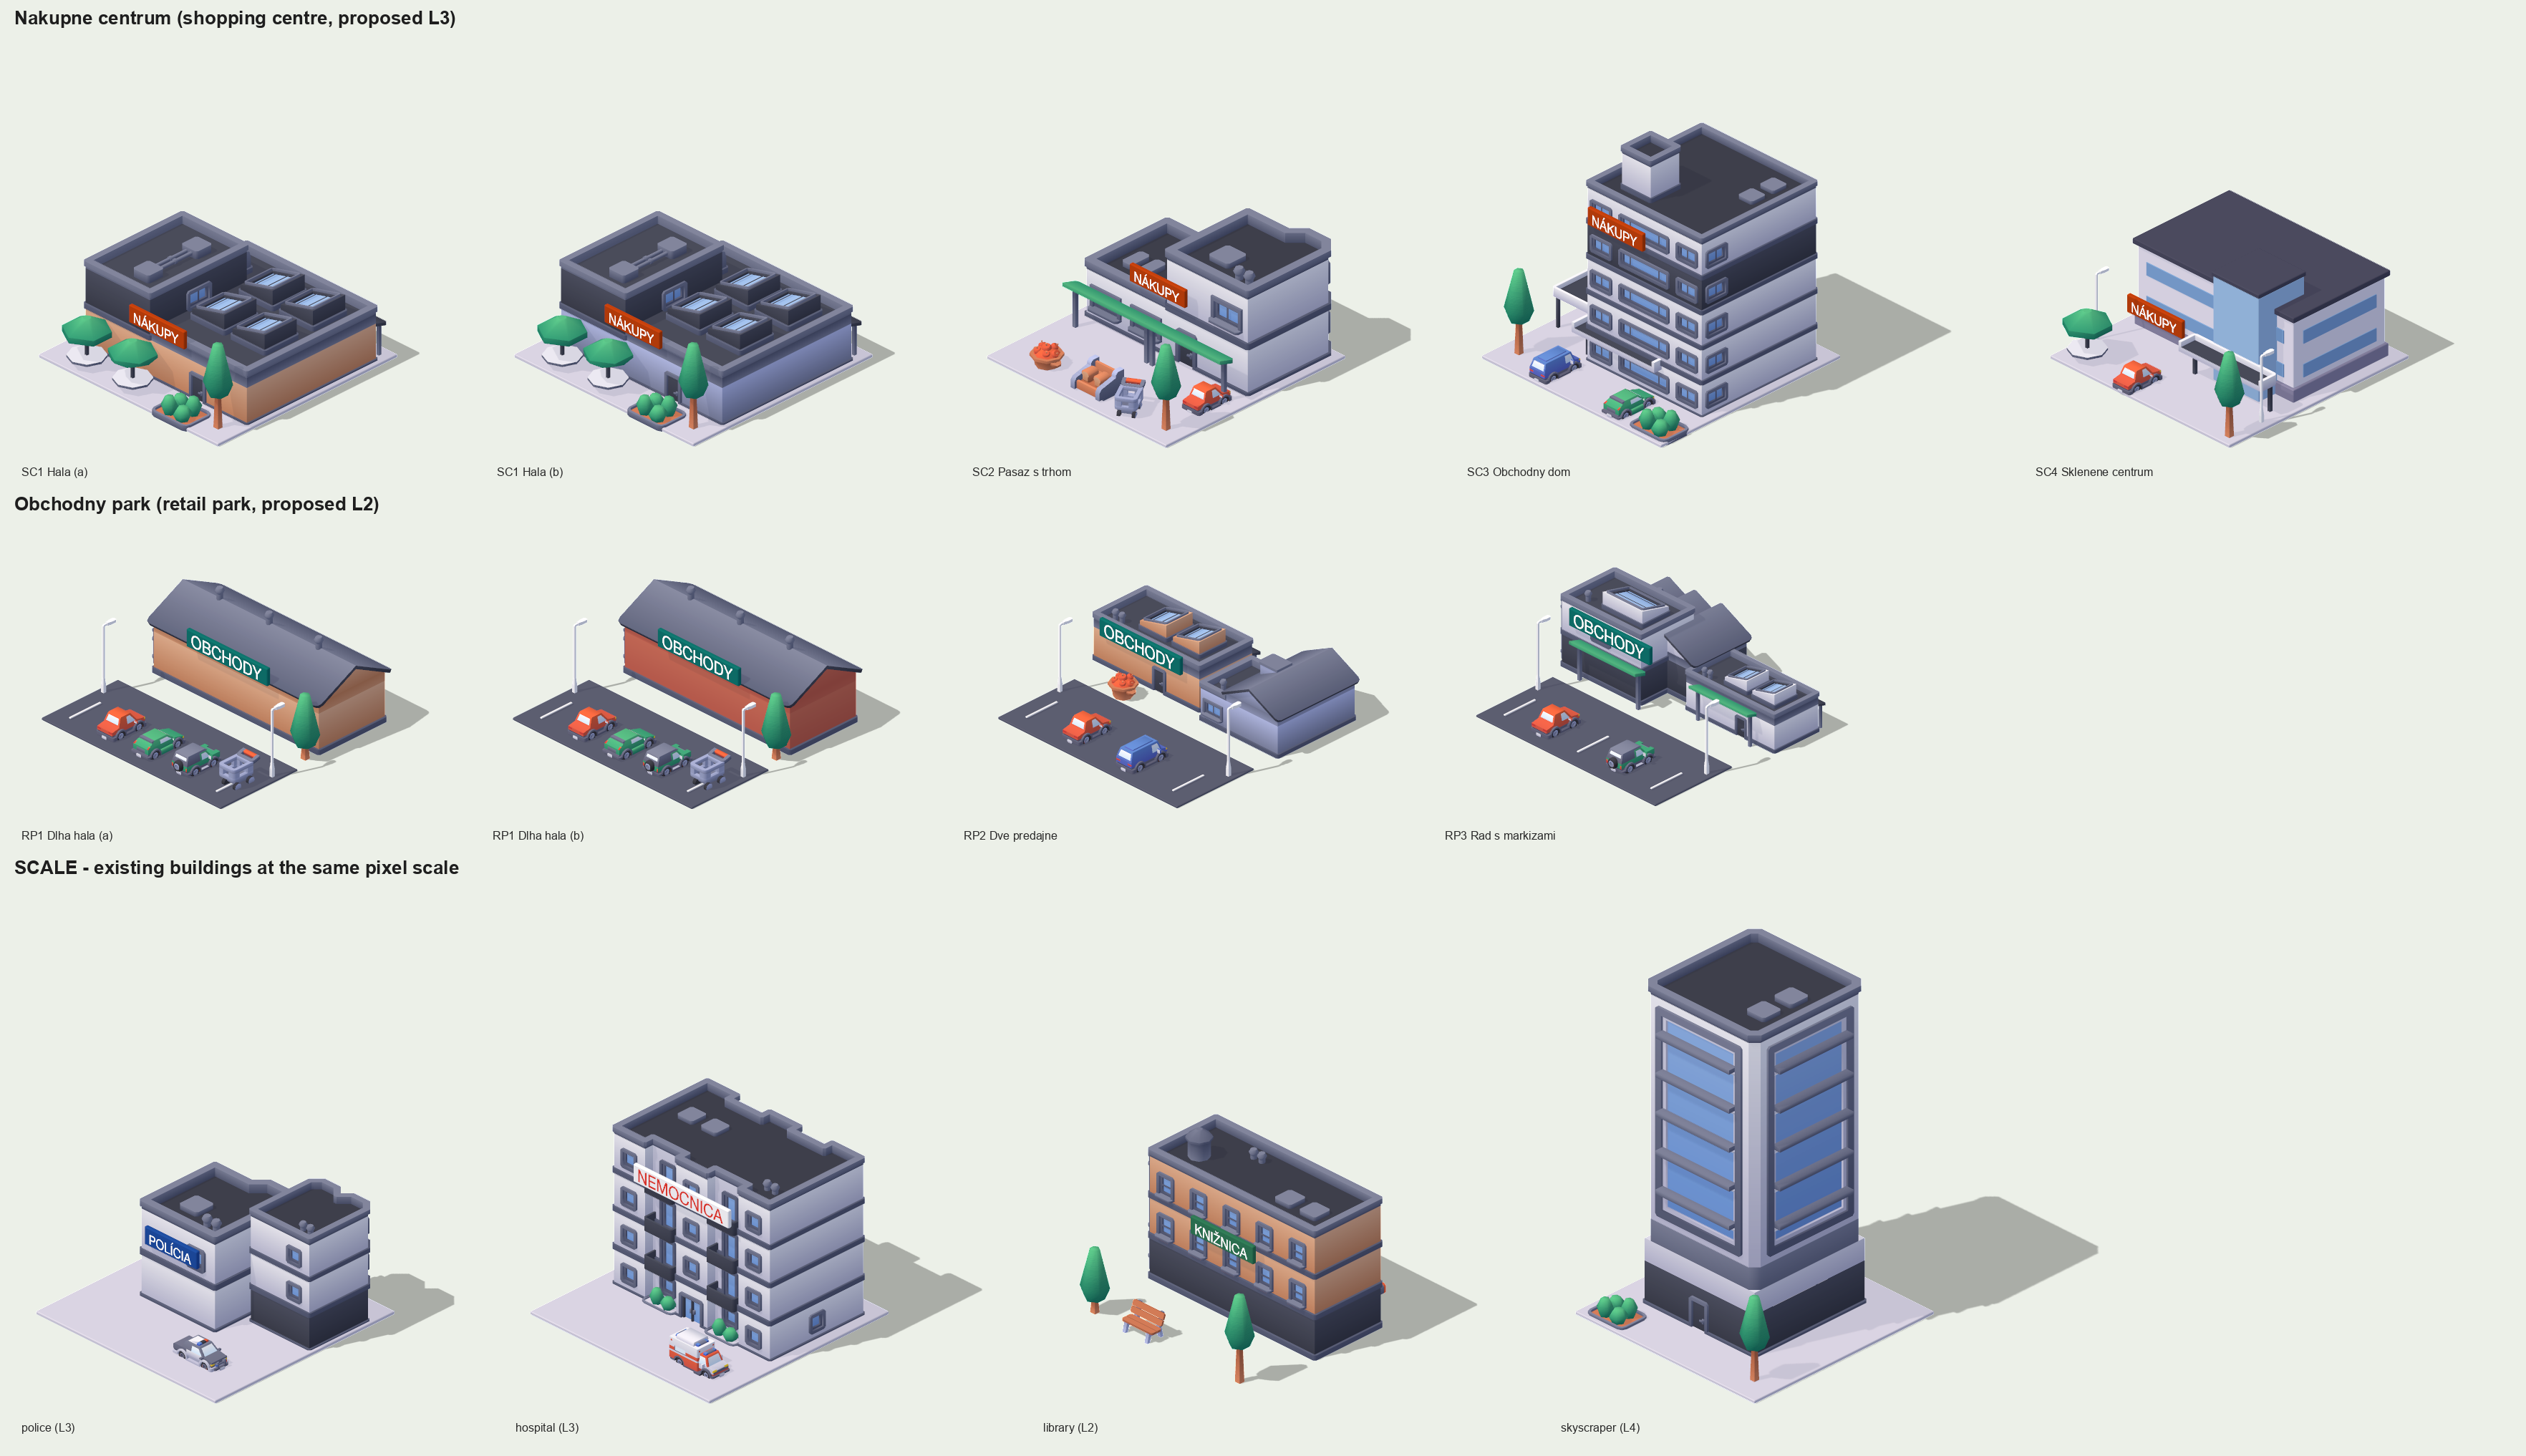 Nakupne centrum (shopping centre, proposed L3)
NÁKUPY
NÁKUPY
NÁKUPY
NÁKUPY
NÁKUPY
SC1 Hala (a)
SC1 Hala (b)
SC2 Pasaz s trhom
SC3 Obchodny dom
SC4 Sklenene centrum
Obchodny park (retail park, proposed L2)
OBCHODY
OBCHODY
OBCHODY
OBCHODY
RP1 Dlha hala (a)
RP1 Dlha hala (b)
RP2 Dve predajne
RP3 Rad s markizami
SCALE - existing buildings at the same pixel scale
POLÍCIA
NEMOCNICA
KNIŽNICA
police (L3)
hospital (L3)
library (L2)
skyscraper (L4)